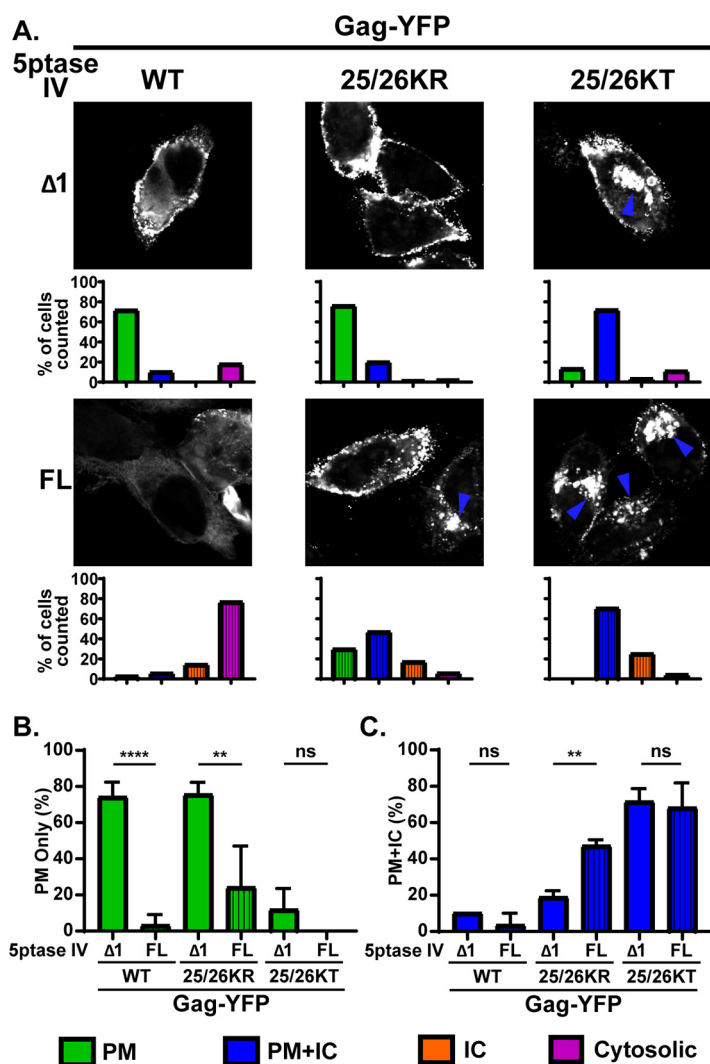 A.
Gag-YFP
5ptase IV
WT 25/26KR 25/26KT
Δ1
% of cells counted
100
80
60
40
20
0
FL
% of cells counted
100
80
60
40
20
0
B.
PM Only (%)
100
80
60
40
20
0
**** ** ns
5ptase IV Δ1 FL Δ1 FL Δ1 FL
WT 25/26KR 25/26KT
Gag-YFP
C.
PM+IC (%)
100
80
60
40
20
0
ns ** ns
5ptase IV Δ1 FL Δ1 FL Δ1 FL
WT 25/26KR 25/26KT
Gag-YFP
PM PM+IC IC Cytosolic